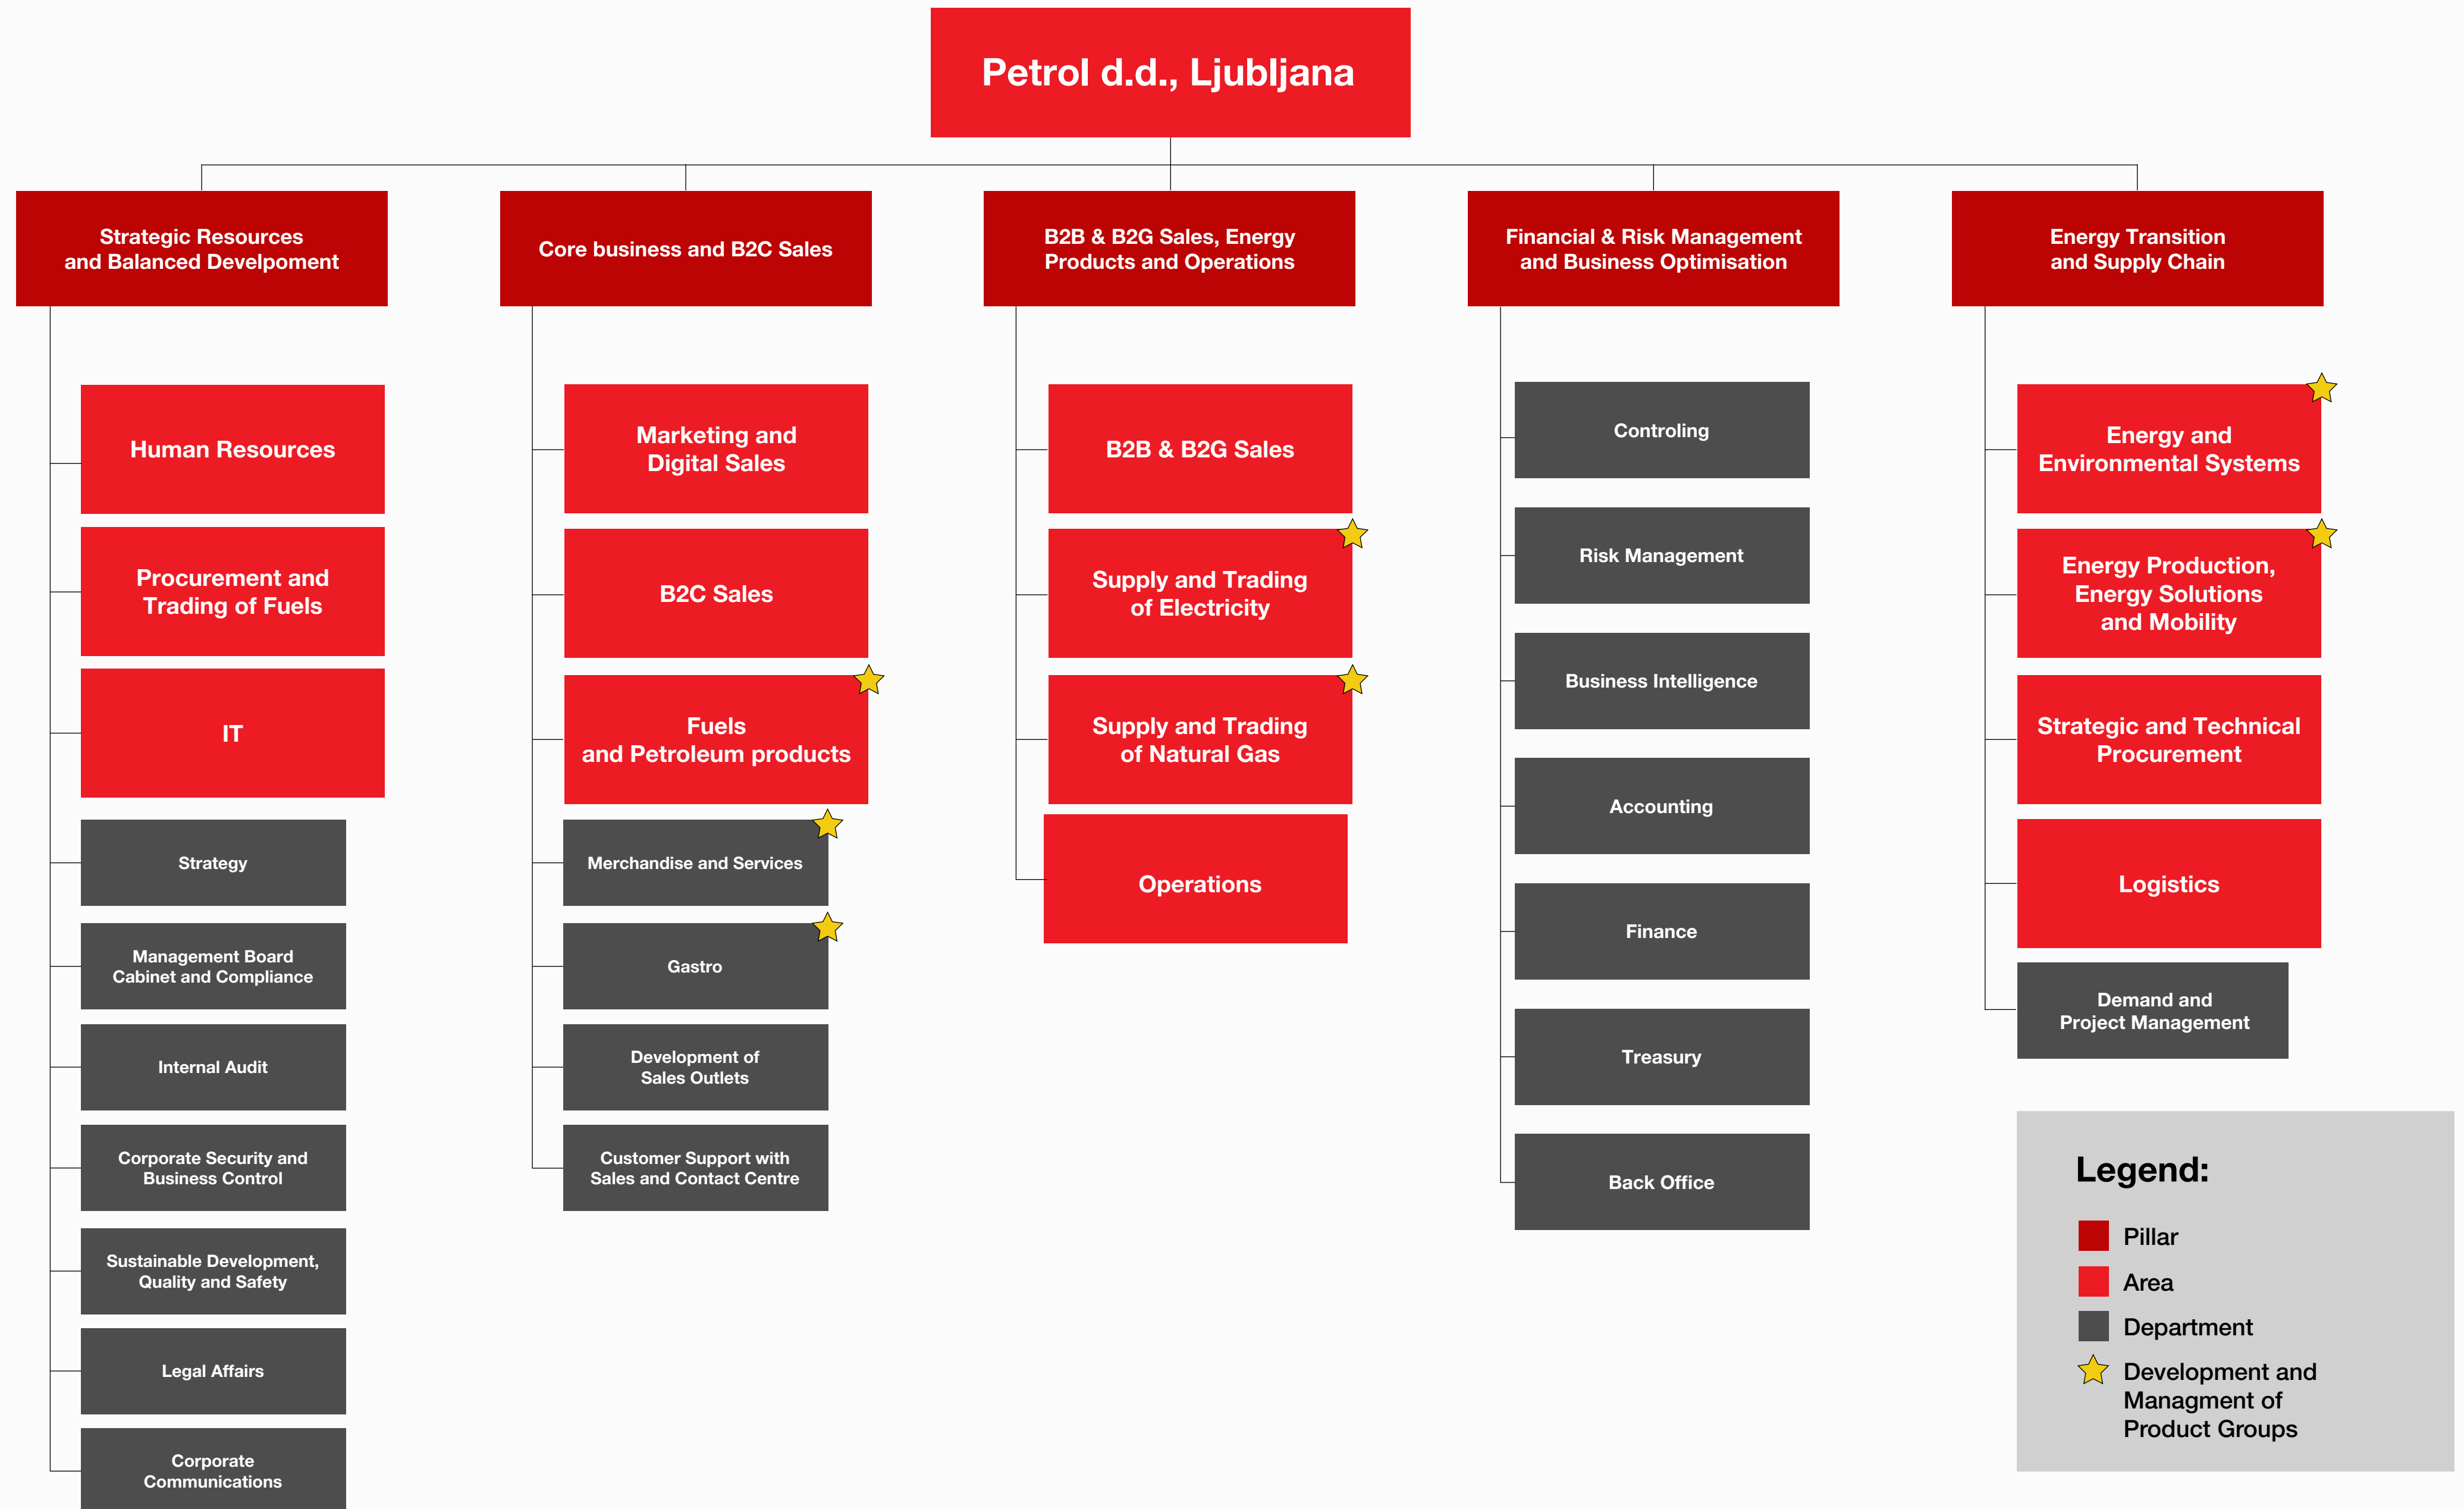 Petrol d.d., Ljubljana
Strategic Resources
and Balanced Develpoment
Human Resources
Procurement and
Trading of Fuels
IT
Strategy
Management Board
Cabinet and Compliance
Internal Audit
Corporate Security and
Business Control
Sustainable Development,
Quality and Safety
Legal Affairs
Corporate
Communications
Core business and B2C Sales
Marketing and
Digital Sales
B2C Sales
Fuels
and Petroleum products
Merchandise and Services
Gastro
Development of
Sales Outlets
Customer Support with
Sales and Contact Centre
B2B & B2G Sales, Energy
Products and Operations
B2B & B2G Sales
Supply and Trading
of Electricity
Supply and Trading
of Natural Gas
Operations
Financial & Risk Management
and Business Optimisation
Controling
Risk Management
Business Intelligence
Accounting
Finance
Treasury
Back Office
Energy Transition
and Supply Chain
Energy and
Environmental Systems
Energy Production,
Energy Solutions
and Mobility
Strategic and Technical
Procurement
Logistics
Demand and
Project Management
Legend:
Pillar
Area
Department
Development and
Managment of
Product Groups